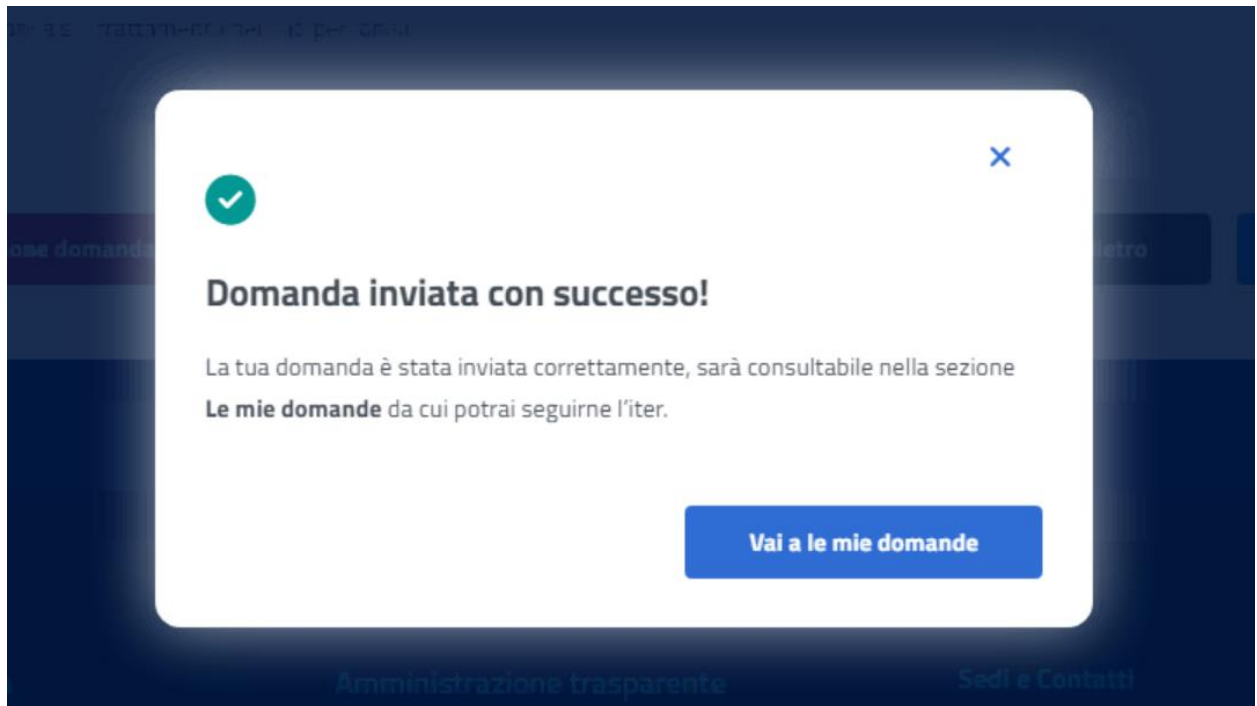 Domanda inviata con successo!
La tua domanda è stata inviata correttamente, sarà consultabile nella sezione
Le mie domande da cui potrai seguirne l'iter.
Vai a le mie domande
domanda
Amministrazione trasparente
Sedi e Contatti